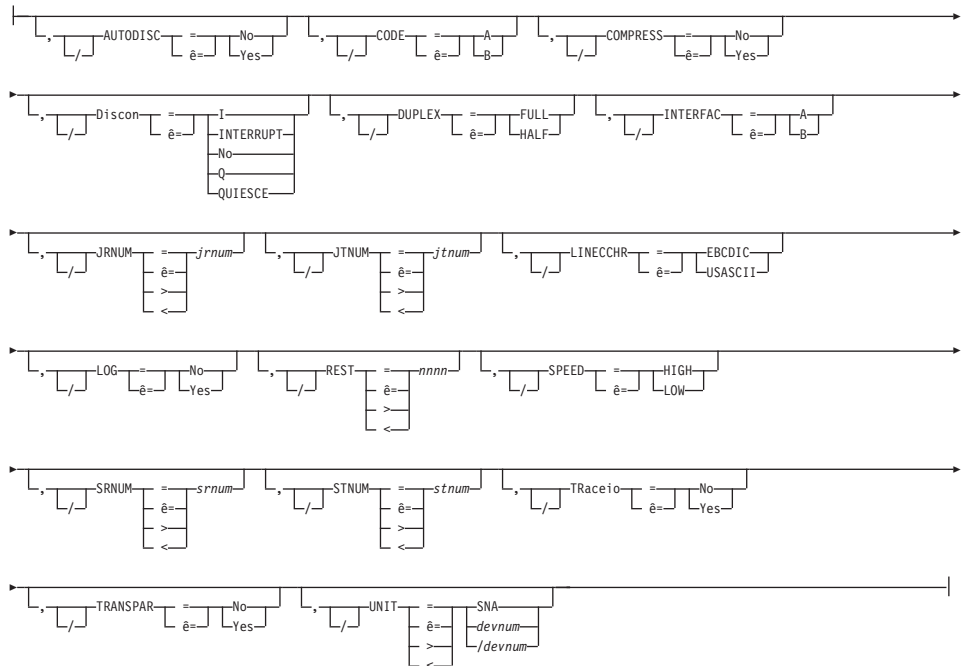 , / AUTODISC = No , / CODE = A , / COMPRESS = No
ê= Yes ê= B ê= Yes
, / Discon = I , / DUPLEX = FULL , / INTERFAC = A
ê= INTERRUPT ê= HALF ê= B
No
Q
QUIESCE
, / JRNUM = jrnum , / JTNUM = jtnum , / LINECCHR = EBCDIC
ê= ê= ê= USASCII
> >
< <
, / LOG = No , / REST = nnnn , / SPEED = HIGH
ê= Yes ê= ê= LOW
>
<
, / SRNUM = srnum , / STNUM = stnum , / TRaceio = No
ê= ê= ê= Yes
> >
< <
, / TRANSPAR = No , / UNIT = SNA
ê= Yes ê= devnum
> /devnum
<